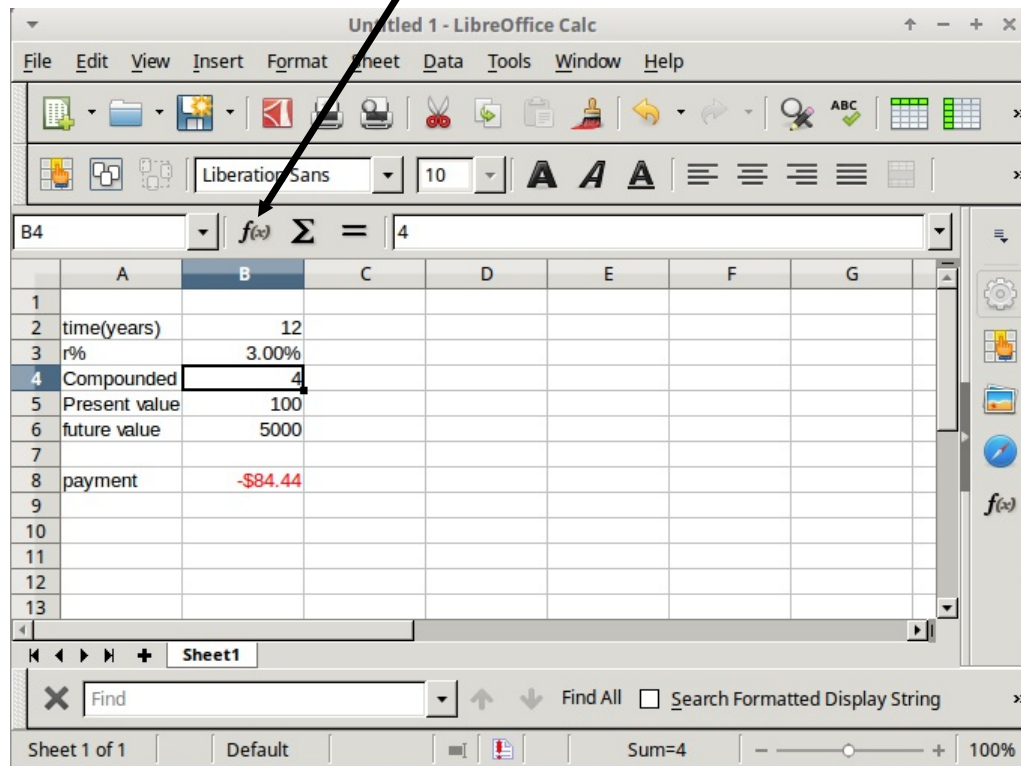 Untitled 1 - LibreOffice Calc
File Edit View Insert Format Sheet Data Tools Window Help
ABC
Liberation Sans 10 A A A
B4 f(x) Σ = 4
A B C D E F G
1
2 time(years) 12
3 r% 3.00%
4 Compounded 4
5 Present value 100
6 future value 5000
7
8 payment -$84.44
9
10
11
12
13
f(x)
Sheet1
Find Find All Search Formatted Display String
Sheet 1 of 1 Default Sum=4 100%